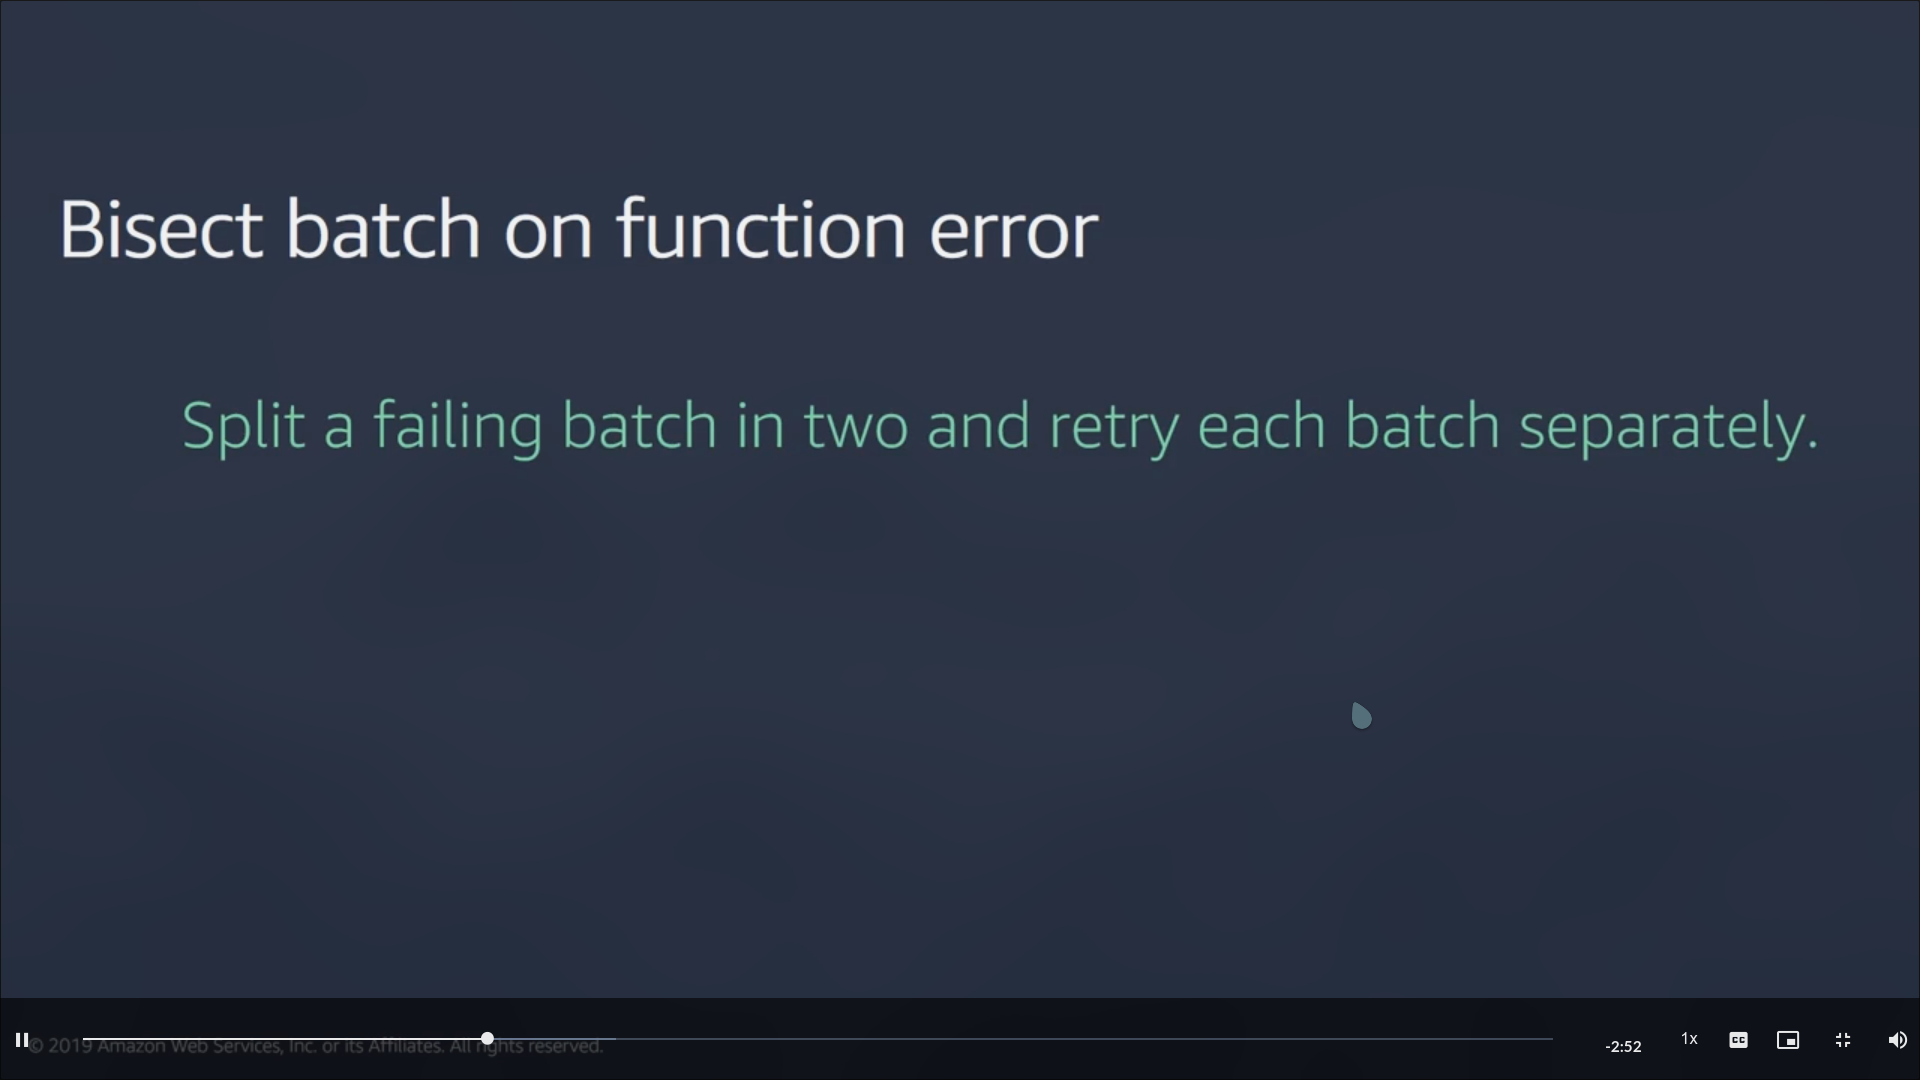 Bisect batch on function error
Split a failing batch in two and retry each batch separately.
© 2019 Amazon Web Services, Inc. or its Affiliates. All rights reserved.
-2:52
1x
CC